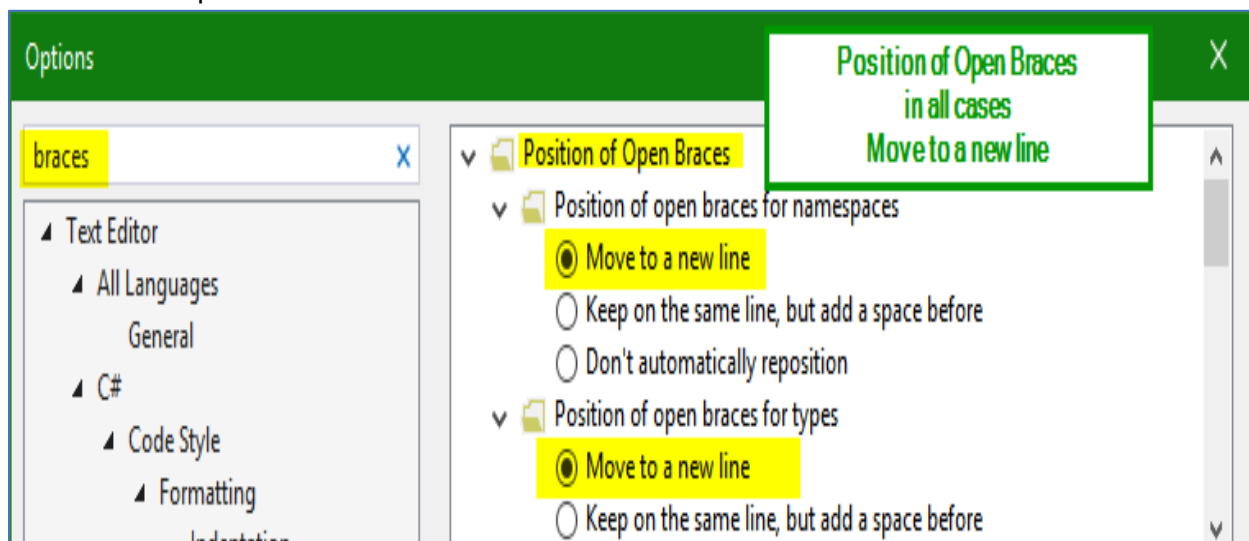 Options
Position of Open Braces
in all cases
Move to a new line
braces
Text Editor
All Languages
General
C#
Code Style
Formatting
Indentation
Position of Open Braces
Position of open braces for namespaces
Move to a new line
Keep on the same line, but add a space before
Don't automatically reposition
Position of open braces for types
Move to a new line
Keep on the same line, but add a space before